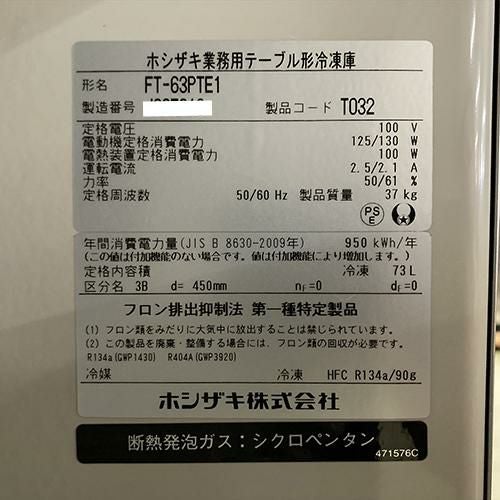 ホシザキ業務用テーブル形冷凍庫
形名 FT-63PTE1
製造番号 製品コード T032
定格電圧 100 V
電動機定格消費電力 125/130 W
電熱装置定格消費電力 100 W
運転電流 2.5/2.1 A
力率 50/61 %
定格周波数 50/60 Hz 製品質量 37 kg
PS E
年間消費電力量(JIS B 8630-2009年) 950 kWh/年
(この値は付加機能のない場合です。値は付加機能により増加します。)
定格内容積 冷凍 73L
区分名 3B d= 450mm nF=0 dF=0
フロン排出抑制法 第一種特定製品
(1) フロン類をみだりに大気中に放出することは禁じられています。
(2) この製品を廃棄・整備する場合には、フロン類の回収が必要です。
R134a(GWP1430) R404A(GWP3920)
冷媒 冷凍 HFC R134a/90g
ホシザキ株式会社
断熱発泡ガス：シクロペンタン
471576C